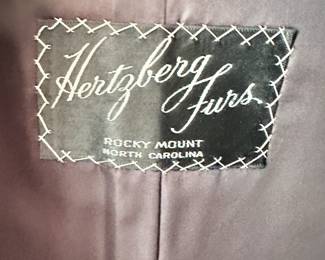 Hertzberg
Furs
ROCKY MOUNT
NORTH CAROLINA